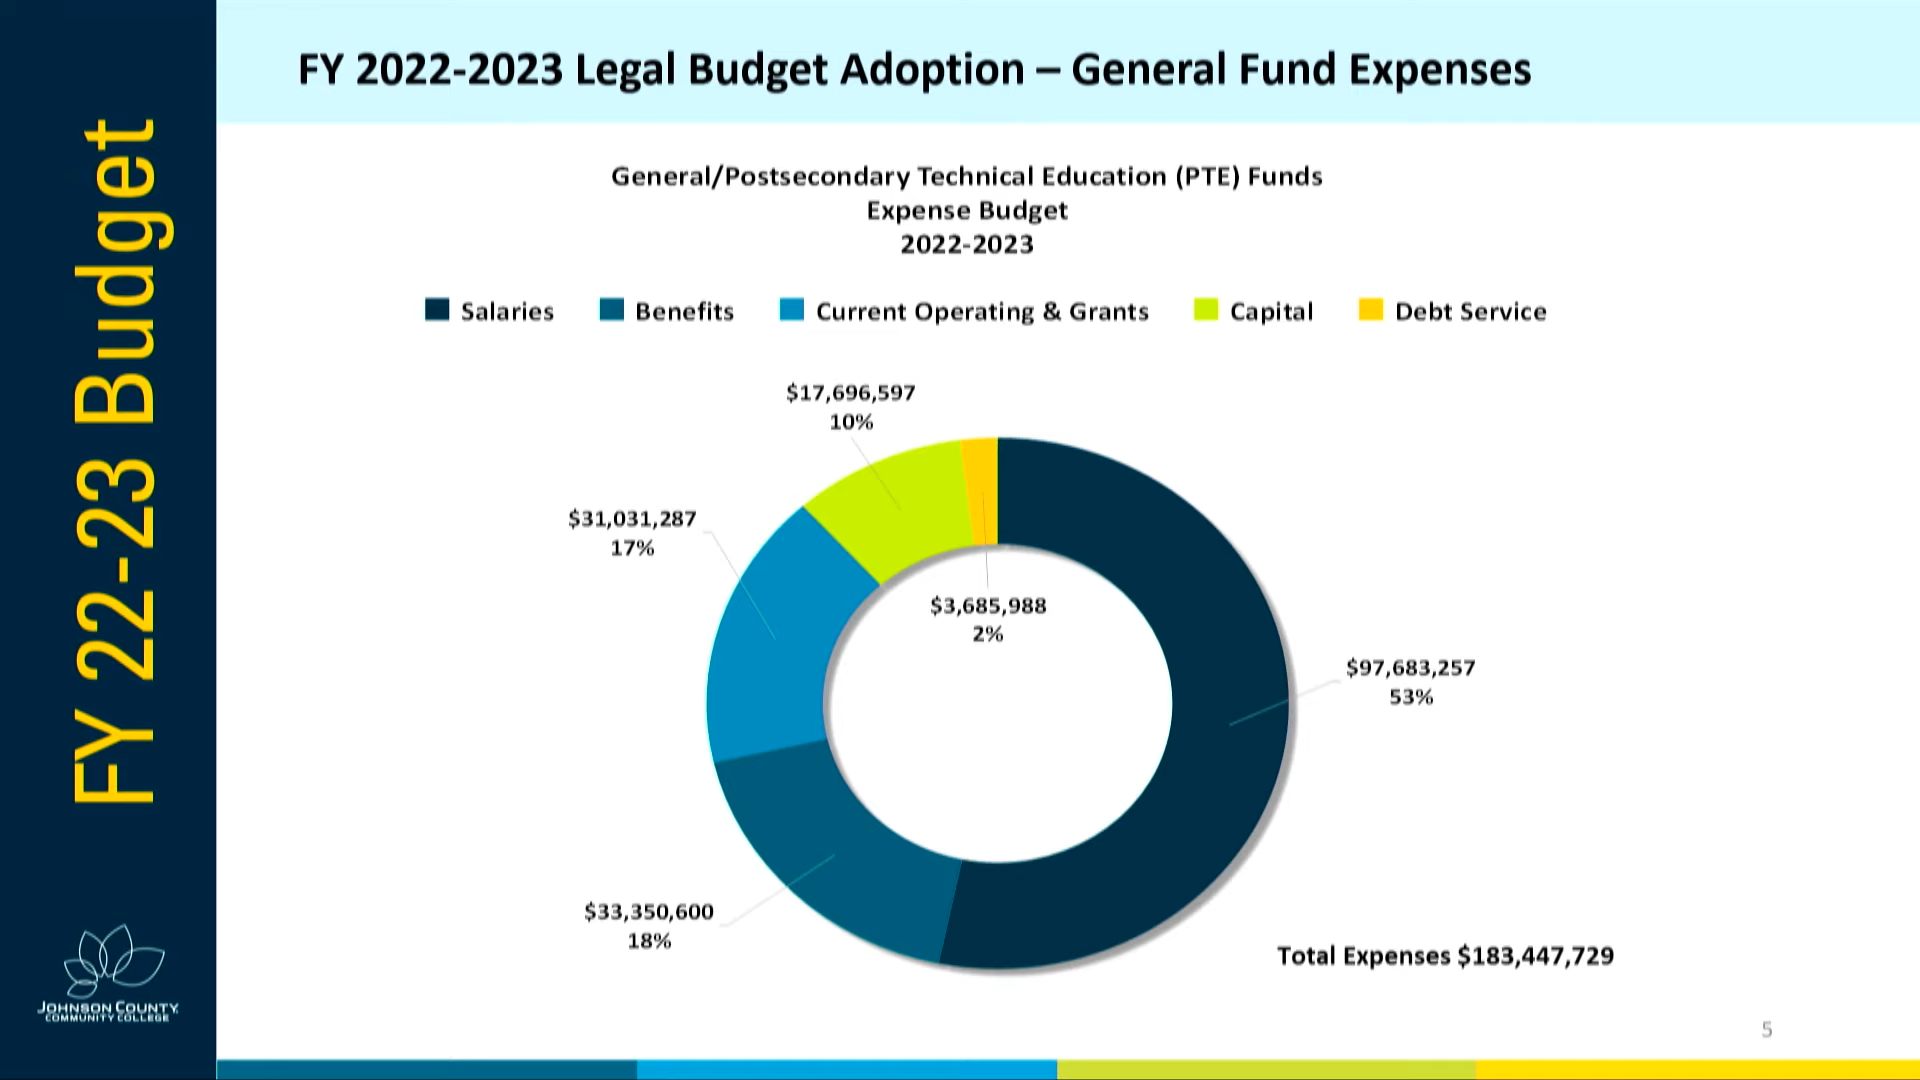 FY 22-23 Budget
JOHNSON COUNTY
COMMUNITY COLLEGE
FY 2022-2023 Legal Budget Adoption – General Fund Expenses
General/Postsecondary Technical Education (PTE) Funds
Expense Budget
2022-2023
Salaries Benefits Current Operating & Grants Capital Debt Service
$17,696,597
10%
$31,031,287
17%
$3,685,988
2%
$97,683,257
53%
$33,350,600
18%
Total Expenses $183,447,729
5